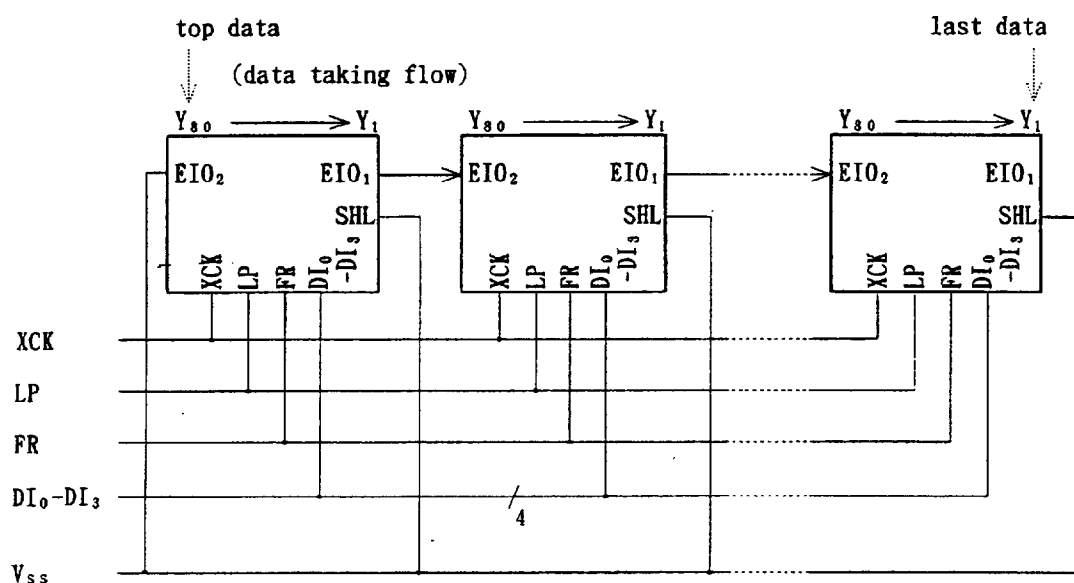 top data
last data
(data taking flow)
Y₈₀ Y₁ Y₈₀ Y₁ Y₈₀ Y₁
EIO₂ EIO₁ EIO₂ EIO₁ EIO₂ EIO₁
SHL SHL SHL
XCK LP FR DI₀-DI₃ XCK LP FR DI₀-DI₃ XCK LP FR DI₀-DI₃
XCK
LP
FR
DI₀-DI₃
4
Vss